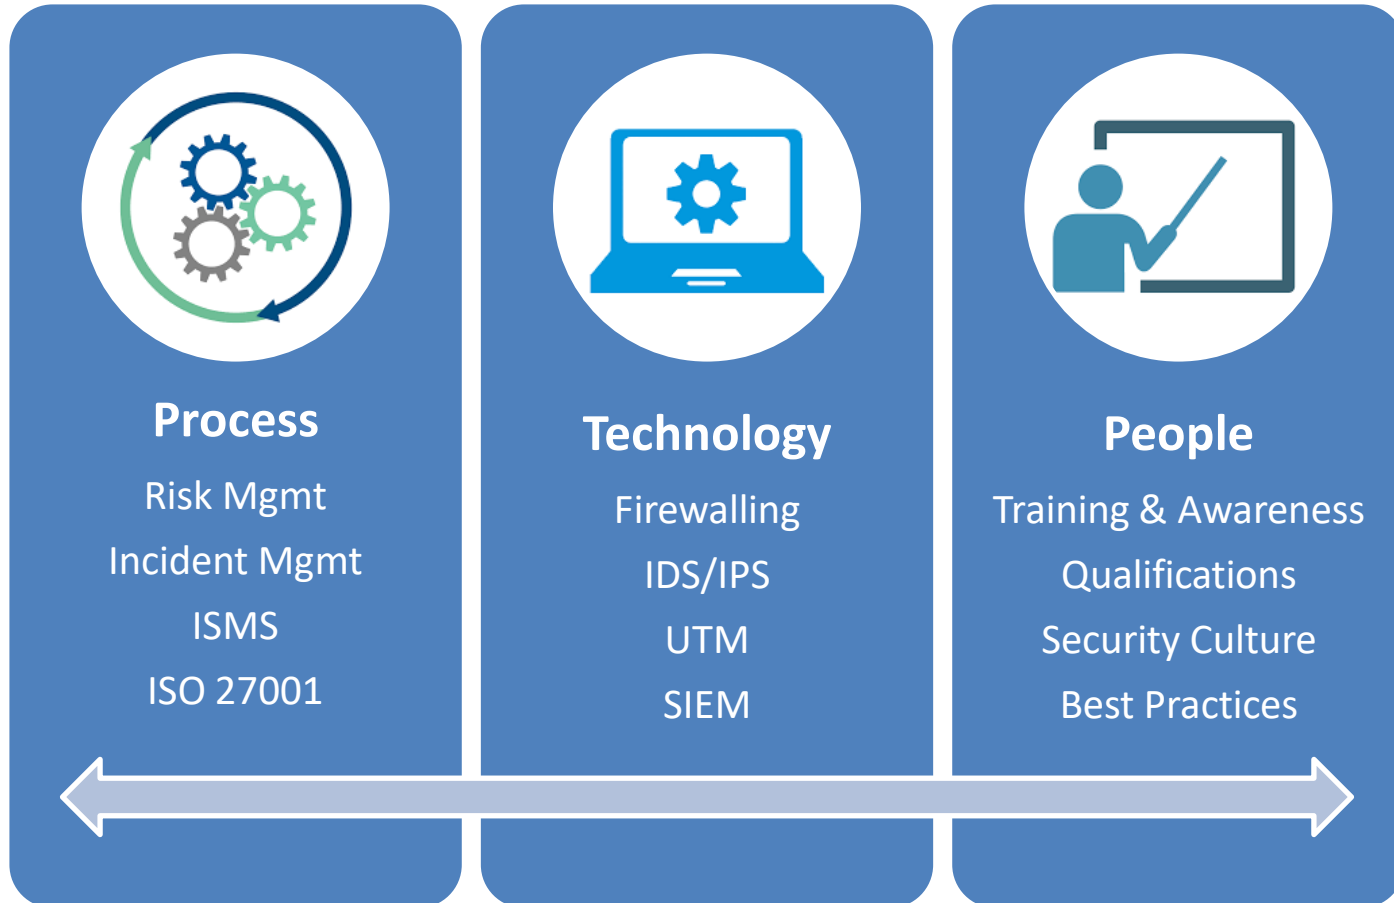 Process
Risk Mgmt
Incident Mgmt
ISMS
ISO 27001
Technology
Firewalling
IDS/IPS
UTM
SIEM
People
Training & Awareness
Qualifications
Security Culture
Best Practices